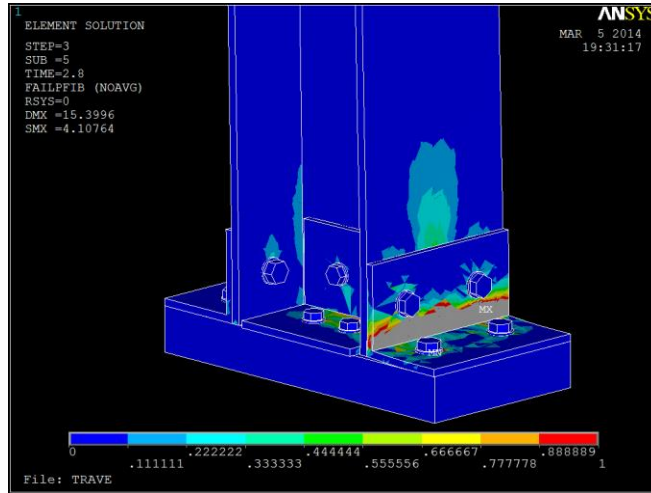 1
ANSYS
ELEMENT SOLUTION
MAR 5 2014
19:31:17
STEP=3
SUB =5
TIME=2.8
FAILPFIB (NOAVG)
RSYS=0
DMX=15.3996
SMX =4.10764
MX
MN
0 .222222 .444444 .666667 .888889
.111111 .333333 .555556 .777778 1
File: TRAVE